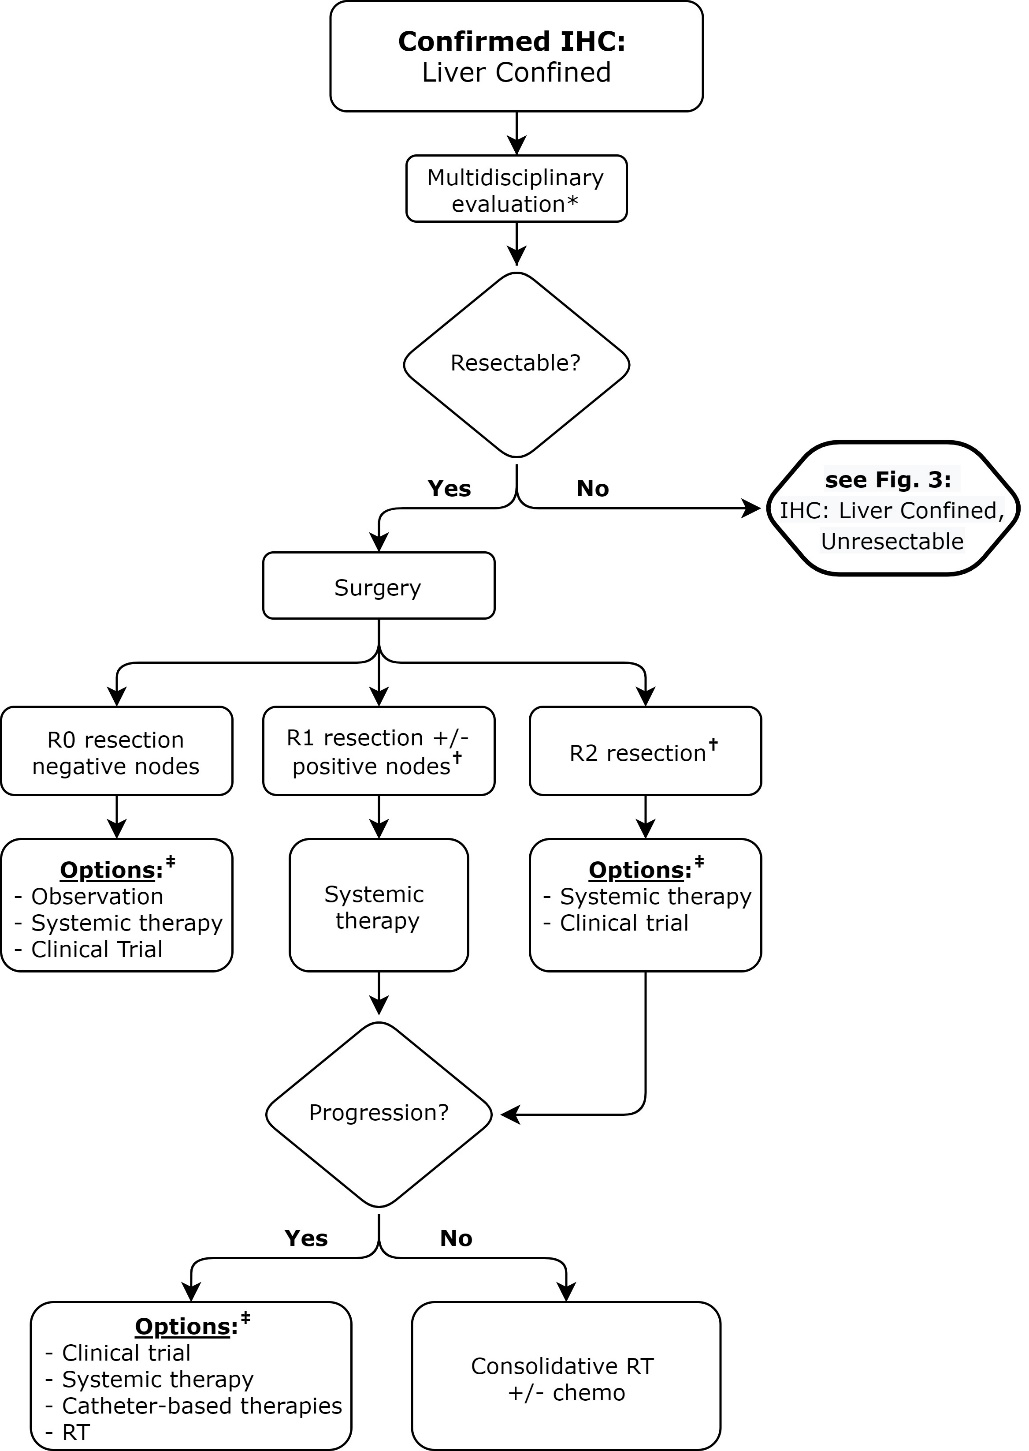 Confirmed IHC:
Liver Confined
Multidisciplinary
evaluation*
Resectable?
Yes
No
see Fig. 3:
IHC: Liver Confined,
Unresectable
Surgery
R0 resection
negative nodes
R1 resection +/-
positive nodes†
R2 resection†
Options:‡
- Observation
- Systemic therapy
- Clinical Trial
Systemic
therapy
Options:‡
- Systemic therapy
- Clinical trial
Progression?
Yes
No
Options:‡
- Clinical trial
- Systemic therapy
- Catheter-based therapies
- RT
Consolidative RT
+/- chemo